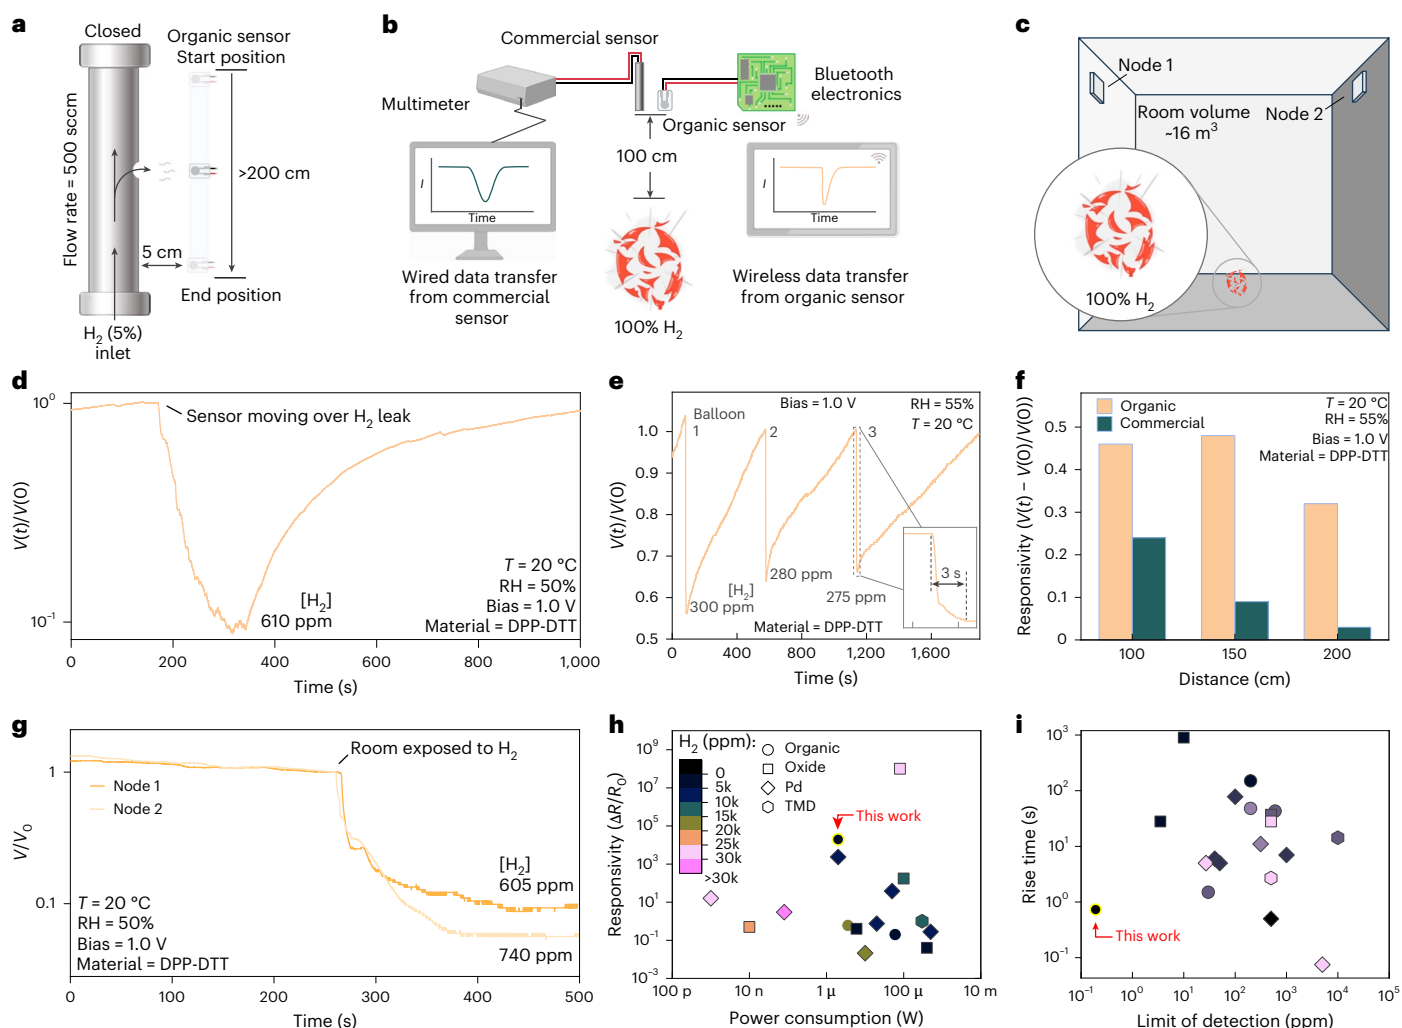 a
Closed
Organic sensor
Start position
Flow rate = 500 sccm
>200 cm
5 cm
End position
H2 (5%)
inlet
b
Commercial sensor
Multimeter
Bluetooth
electronics
Organic sensor
100 cm
I
Time
I
Time
Wired data transfer
from commercial
sensor
Wireless data transfer
from organic sensor
100% H2
c
Node 1
Room volume
~16 m3
Node 2
100% H2
d
10^0
Sensor moving over H2 leak
V(t)/V(0)
[H2]
610 ppm
T = 20 °C
RH = 50%
Bias = 1.0 V
Material = DPP-DTT
10^−1
0
200
400
600
800
1,000
Time (s)
e
Bias = 1.0 V
RH = 55%
T = 20 °C
Balloon
1
2
3
1.0
0.9
0.8
0.7
0.6
0.5
V(t)/V(0)
280 ppm
[H2]
300 ppm
275 ppm
3 s
Material = DPP-DTT
0
400
800
1,200
1,600
Time (s)
f
Organic
Commercial
T = 20 °C
RH = 55%
Bias = 1.0 V
Material = DPP-DTT
Responsivity (V(t) − V(0)/V(0))
0.5
0.4
0.3
0.2
0.1
0
100
150
200
Distance (cm)
g
Room exposed to H2
1
Node 1
Node 2
V/V0
[H2]
605 ppm
0.1
T = 20 °C
RH = 50%
Bias = 1.0 V
Material = DPP-DTT
740 ppm
0
100
200
300
400
500
Time (s)
h
H2 (ppm):
0
5k
10k
15k
20k
25k
30k
>30k
Organic
Oxide
Pd
TMD
This work
Responsivity (ΔR/R0)
10^9
10^7
10^5
10^3
10^1
10^−1
10^−3
100 p
10 n
1 µ
100 µ
10 m
Power consumption (W)
i
10^3
10^2
10^1
10^0
10^−1
Rise time (s)
This work
10^−1
10^0
10^1
10^2
10^3
10^4
10^5
Limit of detection (ppm)